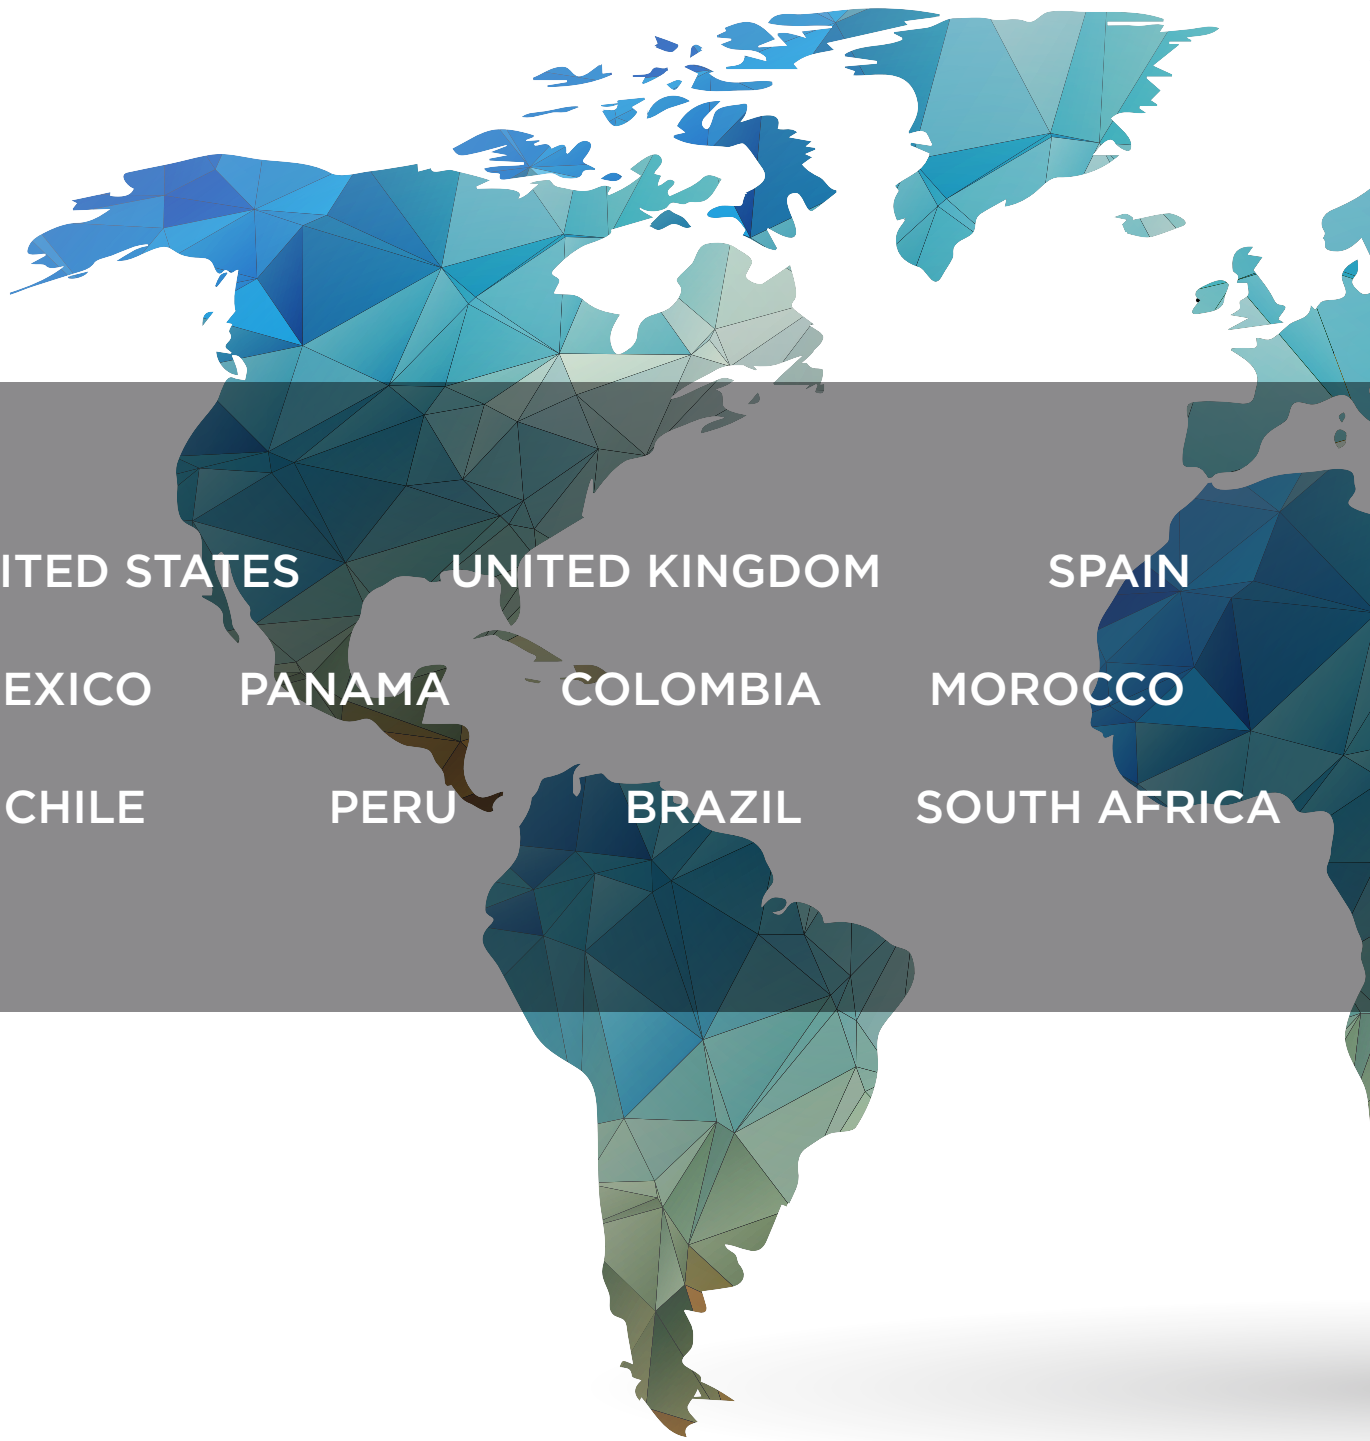 ITED STATES UNITED KINGDOM SPAIN
EXICO PANAMA COLOMBIA MOROCCO
CHILE PERU BRAZIL SOUTH AFRICA